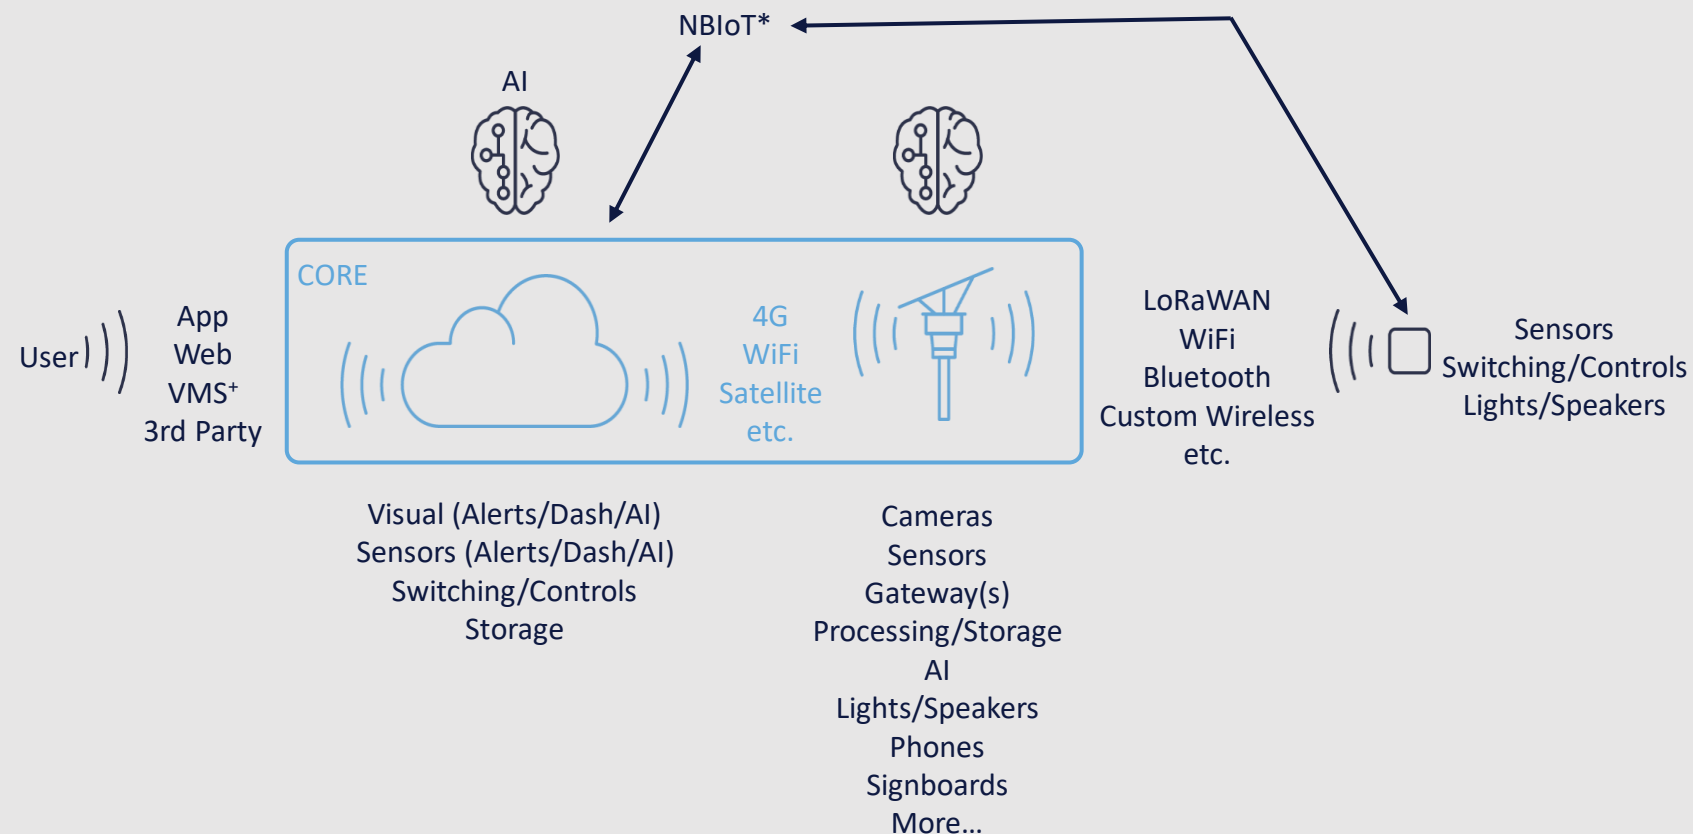 NBIoT*
AI
CORE
User
App
Web
VMS⁺
3rd Party
4G
WiFi
Satellite
etc.
LoRaWAN
WiFi
Bluetooth
Custom Wireless
etc.
Sensors
Switching/Controls
Lights/Speakers
Visual (Alerts/Dash/AI)
Sensors (Alerts/Dash/AI)
Switching/Controls
Storage
Cameras
Sensors
Gateway(s)
Processing/Storage
AI
Lights/Speakers
Phones
Signboards
More...